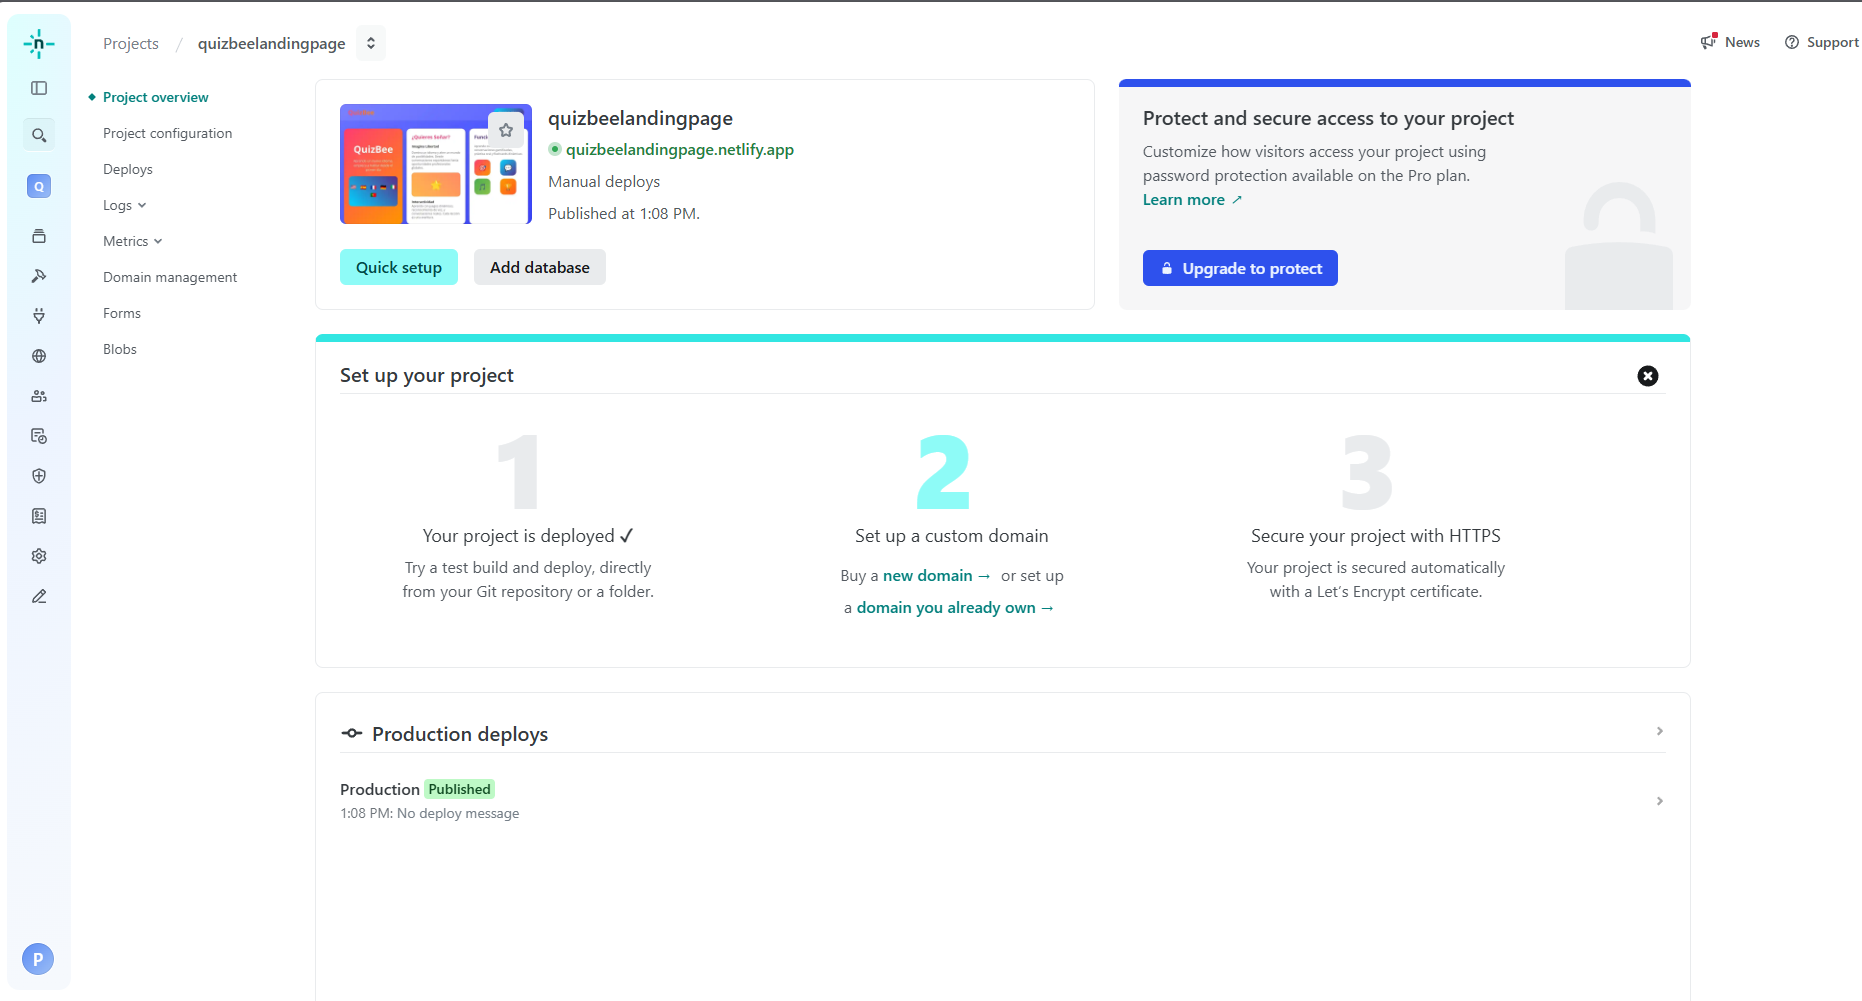 n
Projects / quizbeelandingpage
News
Support
Q
P
Project overview
Project configuration
Deploys
Logs
Metrics
Domain management
Forms
Blobs
QuizBee
¿Quieres Soñar?
quizbeelandingpage
quizbeelandingpage.netlify.app
Manual deploys
Published at 1:08 PM.
Quick setup
Add database
Protect and secure access to your project
Customize how visitors access your project using
password protection available on the Pro plan.
Learn more ↗
Upgrade to protect
Set up your project
1
Your project is deployed ✓
Try a test build and deploy, directly
from your Git repository or a folder.
2
Set up a custom domain
Buy a new domain → or set up
a domain you already own →
3
Secure your project with HTTPS
Your project is secured automatically
with a Let’s Encrypt certificate.
Production deploys
Production Published
1:08 PM: No deploy message